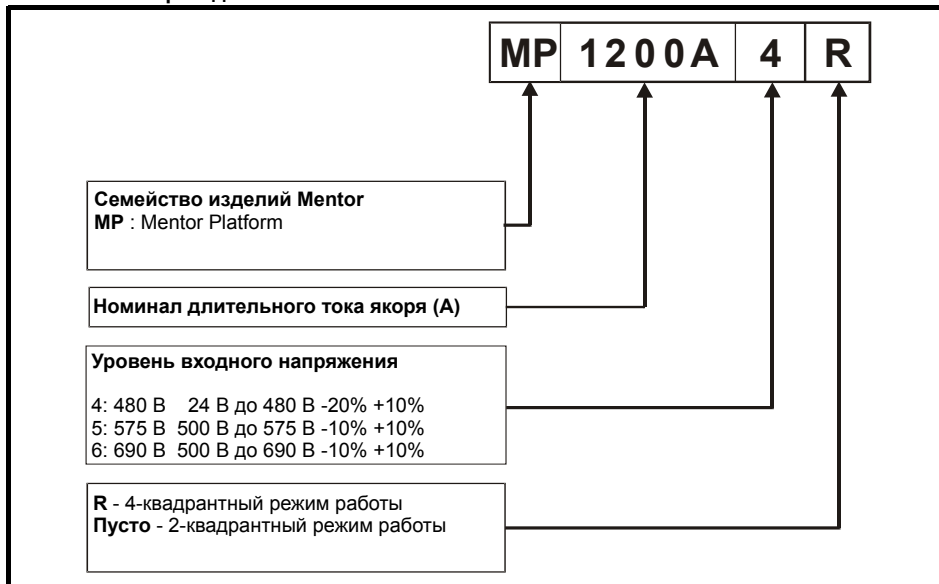 MP 1200A 4 R
Семейство изделий Mentor
MP : Mentor Platform
Номинал длительного тока якоря (А)
Уровень входного напряжения
4: 480 В 24 В до 480 В -20% +10%
5: 575 В 500 В до 575 В -10% +10%
6: 690 В 500 В до 690 В -10% +10%
R - 4-квадрантный режим работы
Пусто - 2-квадрантный режим работы